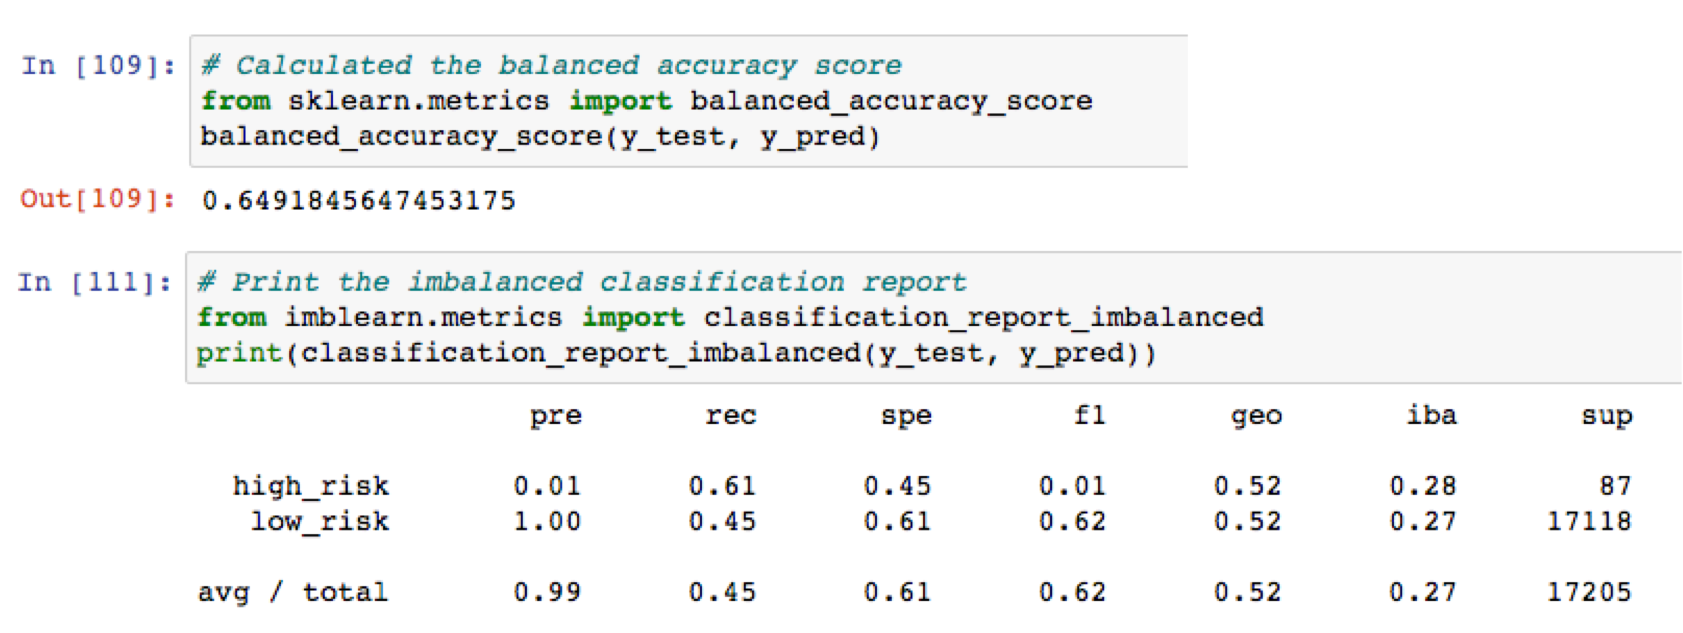 In [109]: # Calculated the balanced accuracy score
from sklearn.metrics import balanced_accuracy_score
balanced_accuracy_score(y_test, y_pred)
Out[109]: 0.6491845647453175
In [111]: # Print the imbalanced classification report
from imblearn.metrics import classification_report_imbalanced
print(classification_report_imbalanced(y_test, y_pred))
pre rec spe f1 geo iba sup
high_risk 0.01 0.61 0.45 0.01 0.52 0.28 87
low_risk 1.00 0.45 0.61 0.62 0.52 0.27 17118
avg / total 0.99 0.45 0.61 0.62 0.52 0.27 17205